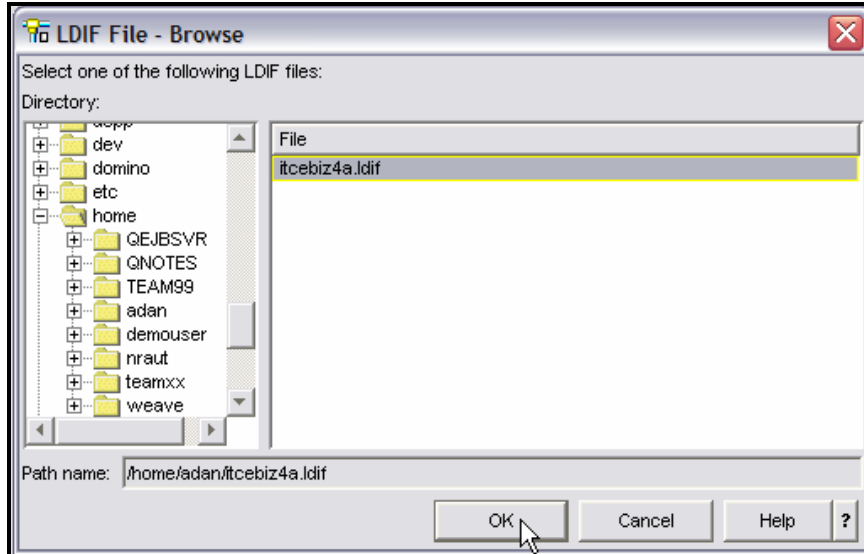 LDIF File - Browse
Select one of the following LDIF files:
Directory:
dev
domino
etc
home
QEJBSVR
QNOTES
TEAM99
adan
demouser
nraut
teamxx
weave
File
itcebiz4a.ldif
Path name: /home/adan/itcebiz4a.ldif
OK Cancel Help ?